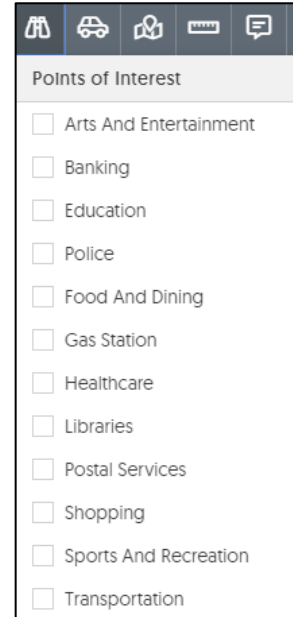 Points of Interest
Arts And Entertainment
Banking
Education
Police
Food And Dining
Gas Station
Healthcare
Libraries
Postal Services
Shopping
Sports And Recreation
Transportation